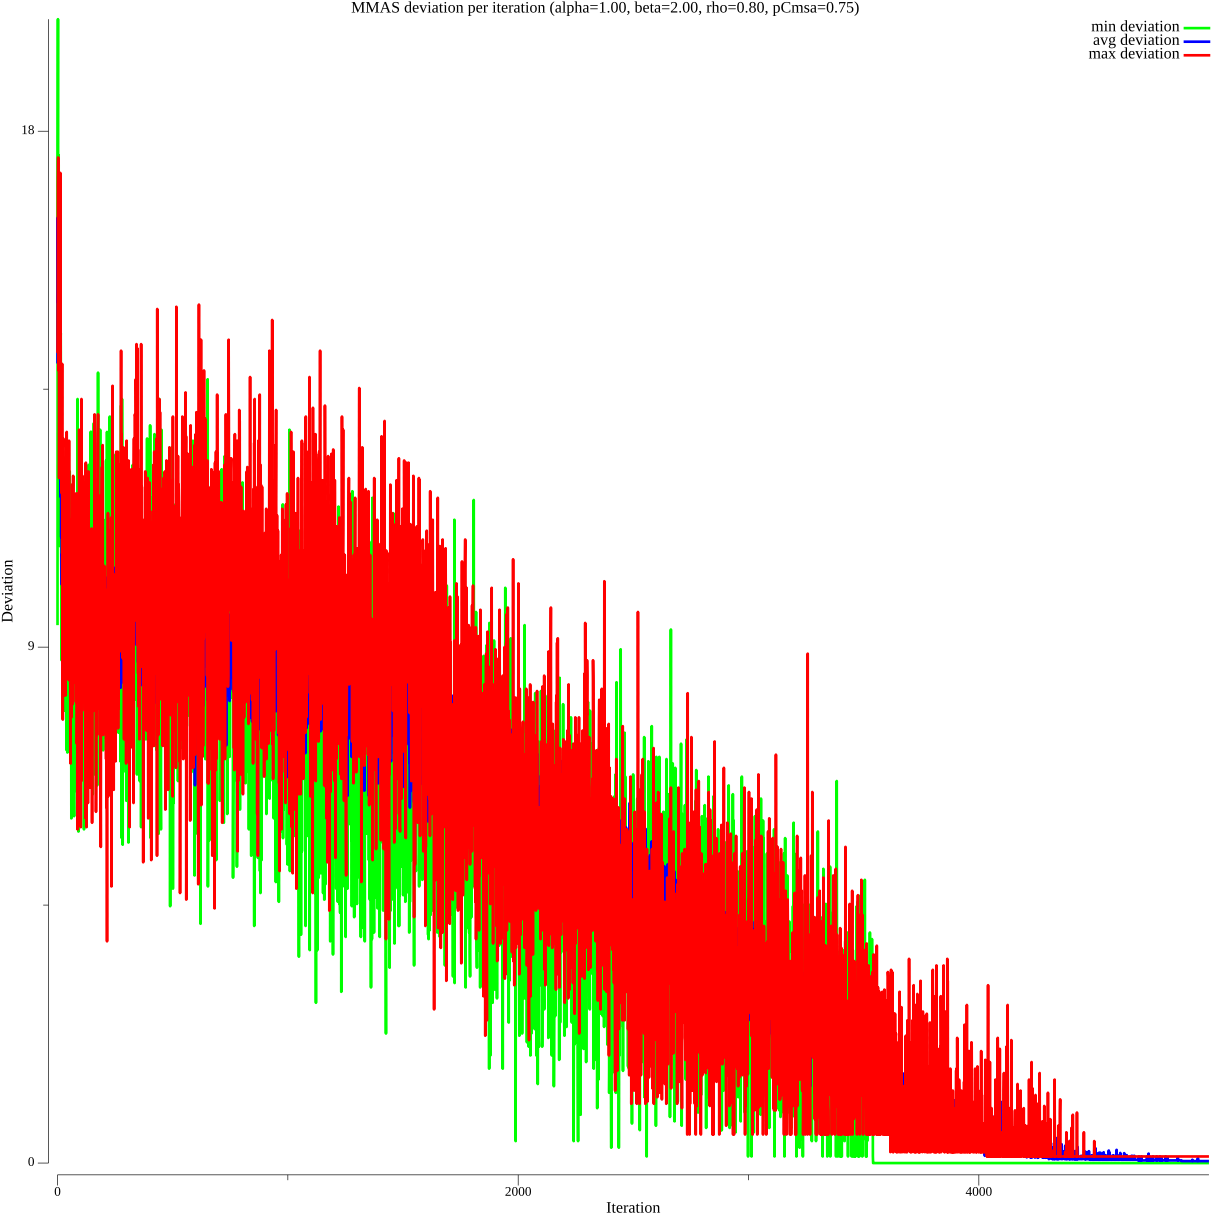 MMAS deviation per iteration (alpha=1.00, beta=2.00, rho=0.80, pCmsa=0.75)
min deviation
avg deviation
max deviation
18
9
0
Deviation
0
2000
4000
Iteration